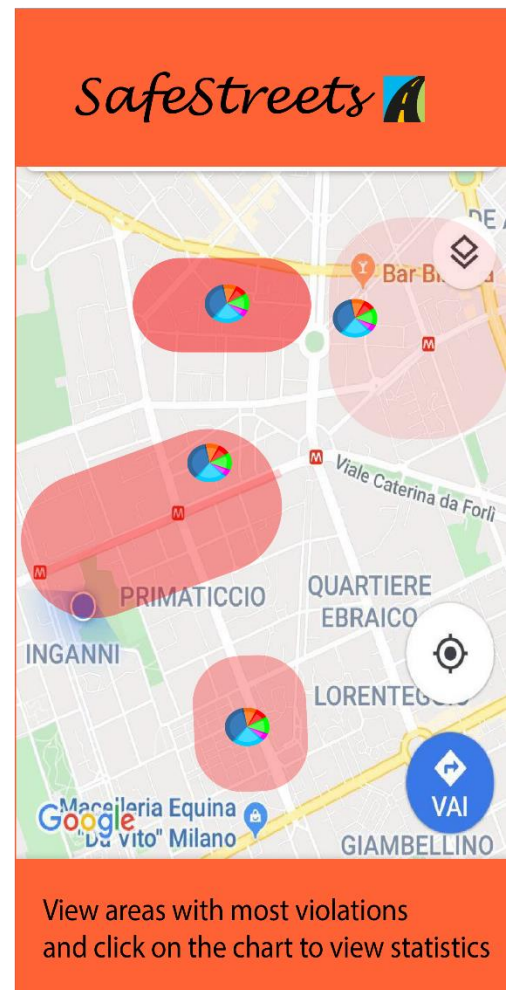 SafeStreets
DE A
Bar Bi
M
M
Viale Caterina da Forlì
M
M
PRIMATICCIO
QUARTIERE
EBRAICO
INGANNI
LORENTEGGIO
VAI
Macelleria Equina
Google
"Da Vito" Milano
GIAMBELLINO
View areas with most violations
and click on the chart to view statistics